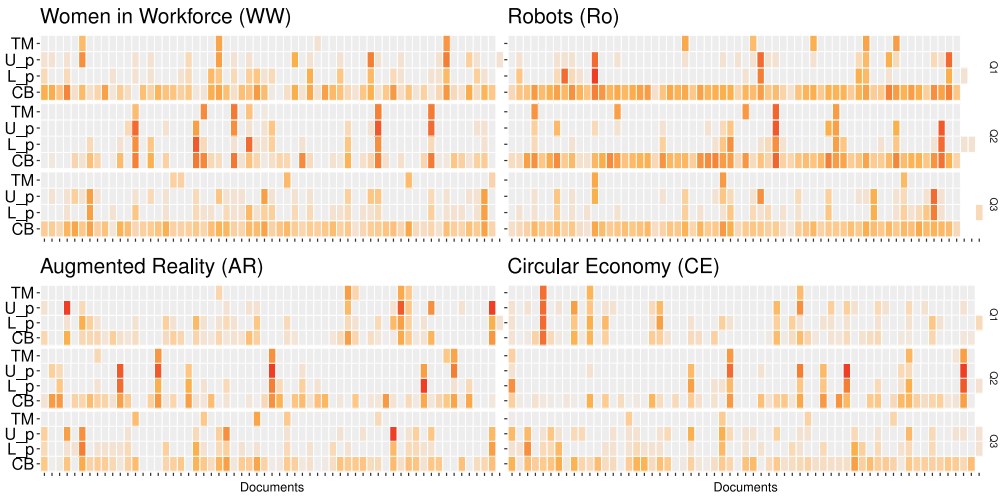 Women in Workforce (WW)
Robots (Ro)
TM
U_p
L_p
CB
Q1
TM
U_p
L_p
CB
Q2
TM
U_p
L_p
CB
Q3
Augmented Reality (AR)
Circular Economy (CE)
TM
U_p
L_p
CB
Q1
TM
U_p
L_p
CB
Q2
TM
U_p
L_p
CB
Q3
Documents
Documents